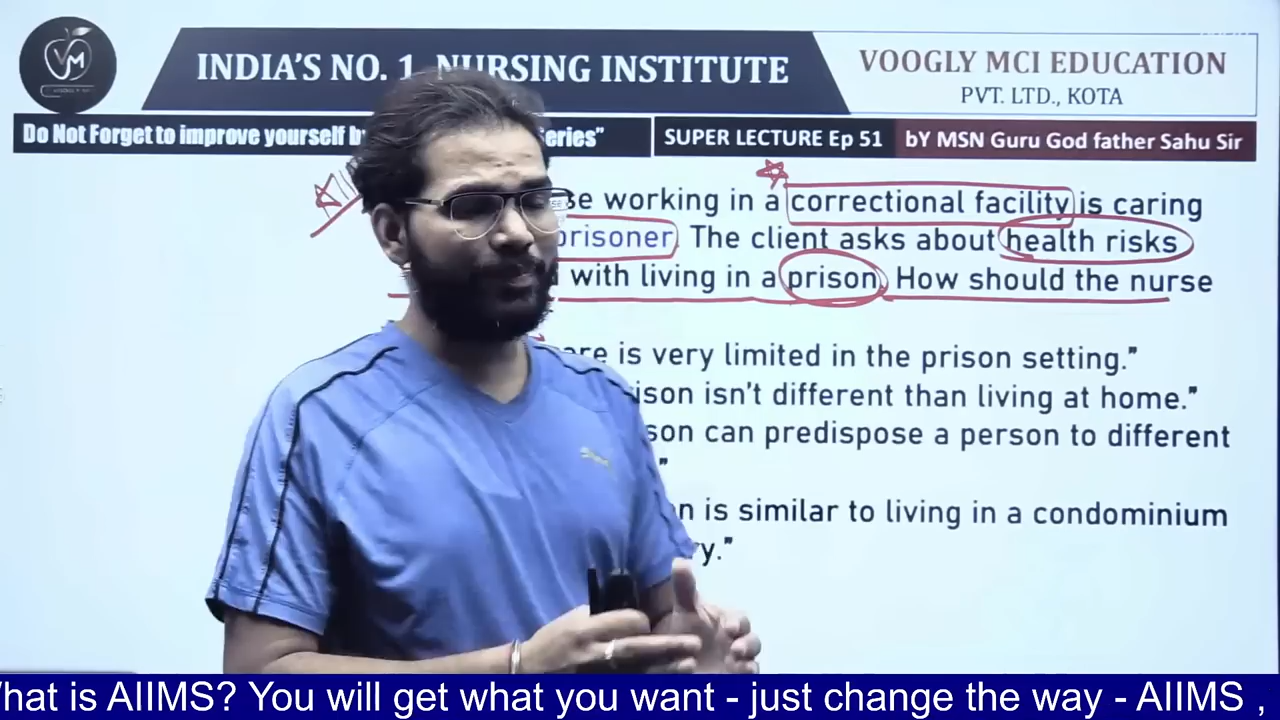 VM
INDIA'S NO. 1 NURSING INSTITUTE
VOOGLY MCI EDUCATION
PVT. LTD., KOTA
Do Not Forget to improve yourself
eries"
SUPER LECTURE Ep 51
bY MSN Guru God father Sahu Sir
se working in a correctional facility is caring
prisoner. The client asks about health risks
with living in a prison. How should the nurse
are is very limited in the prison setting."
ison isn't different than living at home."
son can predispose a person to different
"
n is similar to living in a condominium
ry."
hat is AIIMS? You will get what you want - just change the way - AIIMS ,